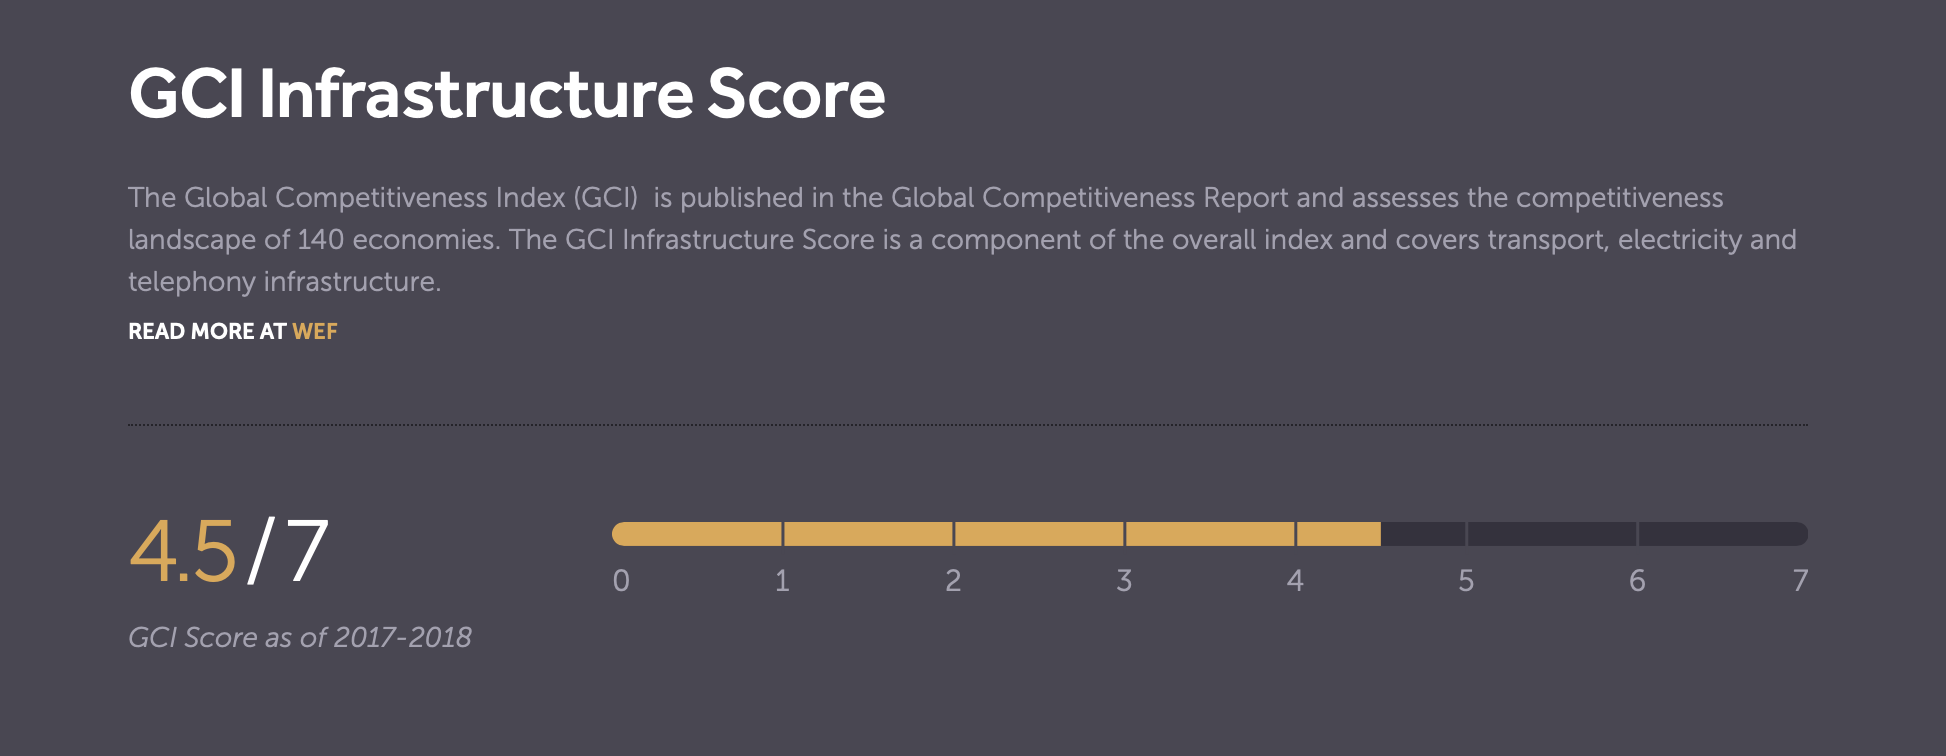 GCI Infrastructure Score
The Global Competitiveness Index (GCI)  is published in the Global Competitiveness Report and assesses the competitiveness
landscape of 140 economies. The GCI Infrastructure Score is a component of the overall index and covers transport, electricity and
telephony infrastructure.
READ MORE AT WEF
4.5/7
0 1 2 3 4 5 6 7
GCI Score as of 2017-2018